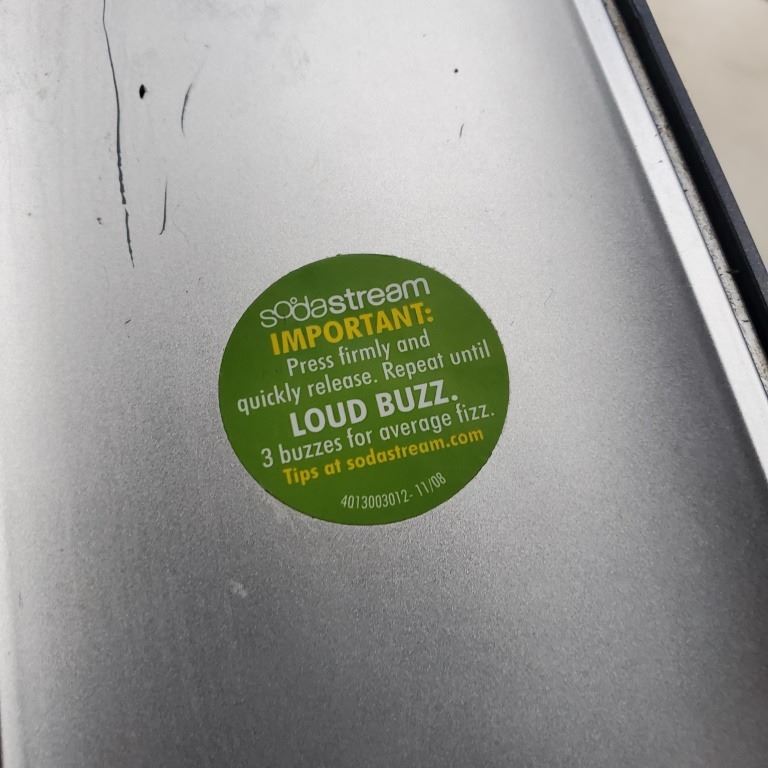 sodastream
IMPORTANT:
Press firmly and
quickly release. Repeat until
LOUD BUZZ.
3 buzzes for average fizz.
Tips at sodastream.com
4013003012- 11/08